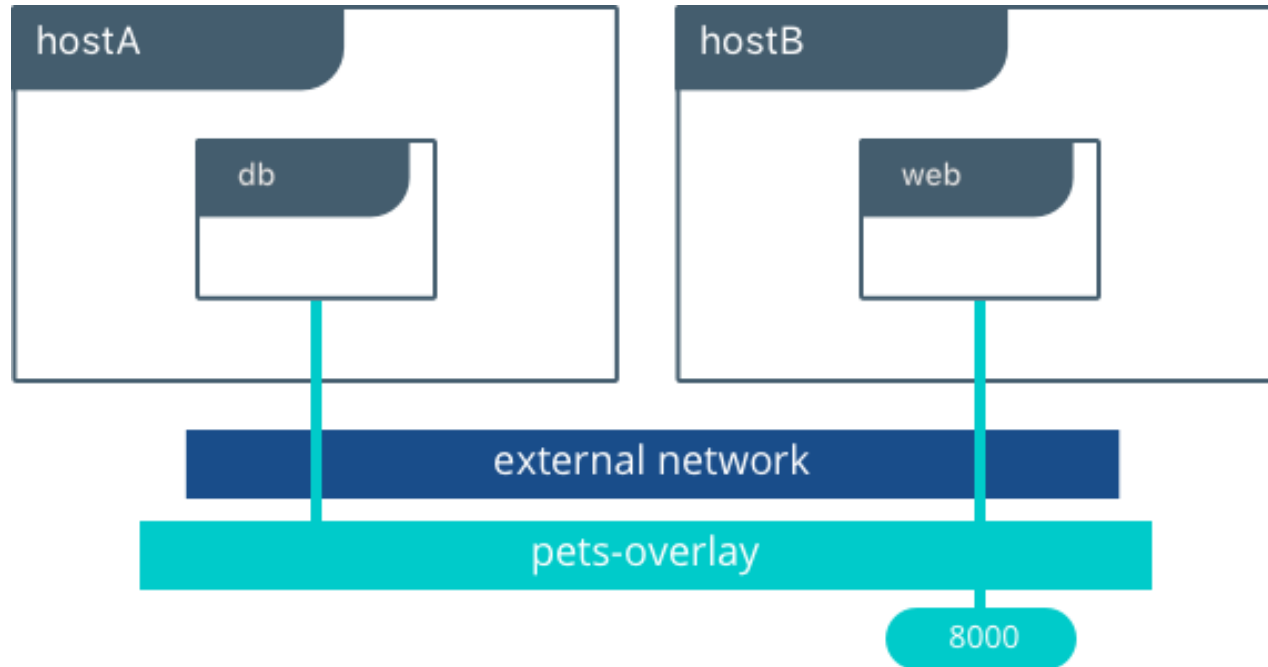 hostA
hostB
db
web
external network
pets-overlay
8000